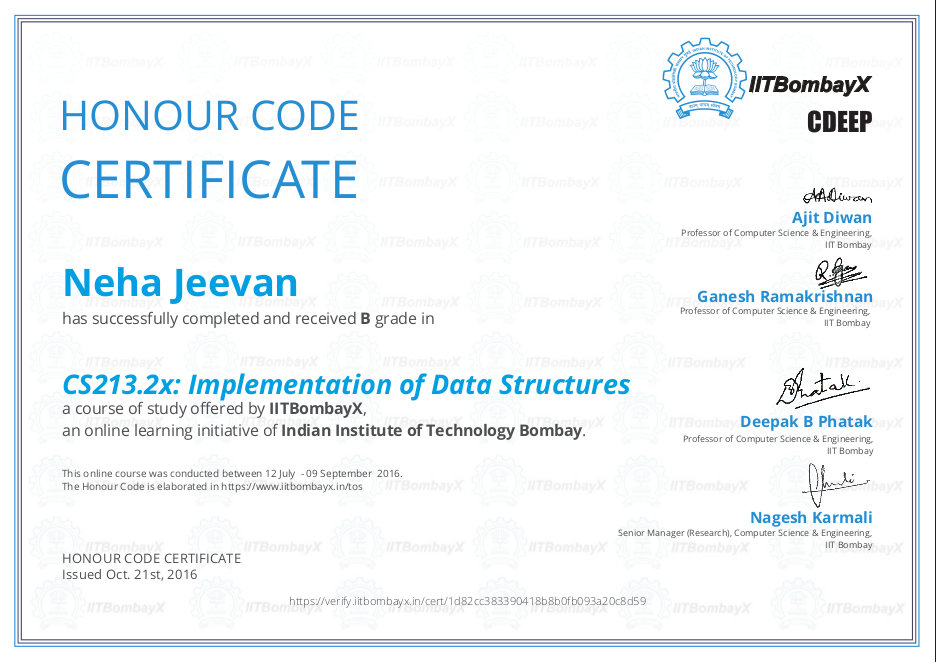 IITBombayX
CDEEP
HONOUR CODE
CERTIFICATE
Neha Jeevan
has successfully completed and received B grade in
CS213.2x: Implementation of Data Structures
a course of study offered by IITBombayX,
an online learning initiative of Indian Institute of Technology Bombay.
This online course was conducted between 12 July - 09 September 2016.
The Honour Code is elaborated in https://www.iitbombayx.in/tos
HONOUR CODE CERTIFICATE
Issued Oct. 21st, 2016
Ajit Diwan
Professor of Computer Science & Engineering,
IIT Bombay
Ganesh Ramakrishnan
Professor of Computer Science & Engineering,
IIT Bombay
Deepak B Phatak
Professor of Computer Science & Engineering,
IIT Bombay
Nagesh Karmali
Senior Manager (Research), Computer Science & Engineering,
IIT Bombay
https://verify.iitbombayx.in/cert/1d82cc383390418b8b0fb093a20c8d59